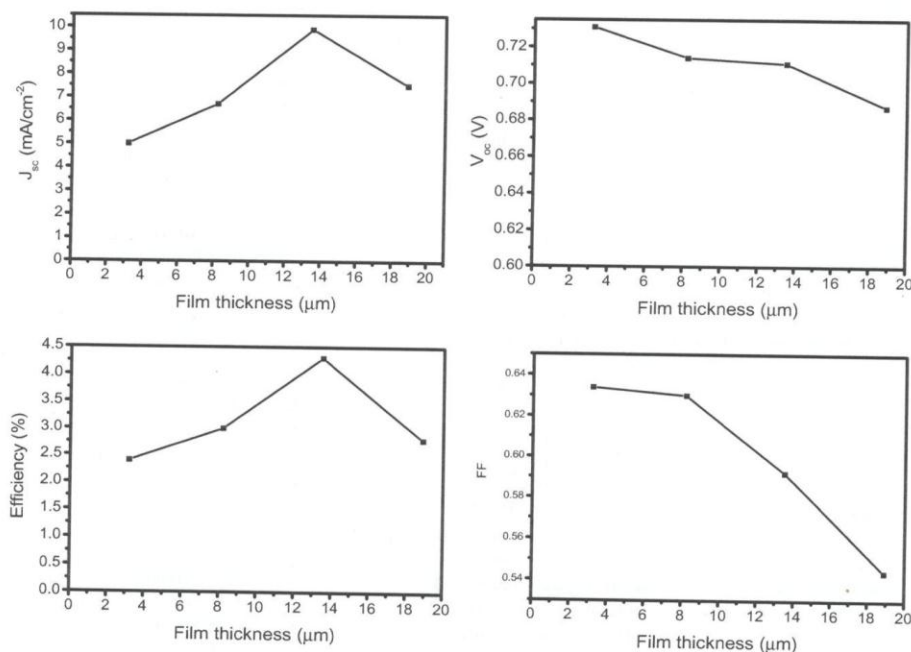 10
9
8
7
6
5
4
3
2
1
0
J_sc (mA/cm^-2)
0 2 4 6 8 10 12 14 16 18 20
Film thickness (μm)
0.72
0.70
0.68
0.66
0.64
0.62
0.60
V_oc (V)
0 2 4 6 8 10 12 14 16 18 20
Film thickness (μm)
4.5
4.0
3.5
3.0
2.5
2.0
1.5
1.0
0.5
0.0
Efficiency (%)
0 2 4 6 8 10 12 14 16 18 20
Film thickness (μm)
0.64
0.62
0.60
0.58
0.56
0.54
FF
0 2 4 6 8 10 12 14 16 18 20
Film thickness (μm)